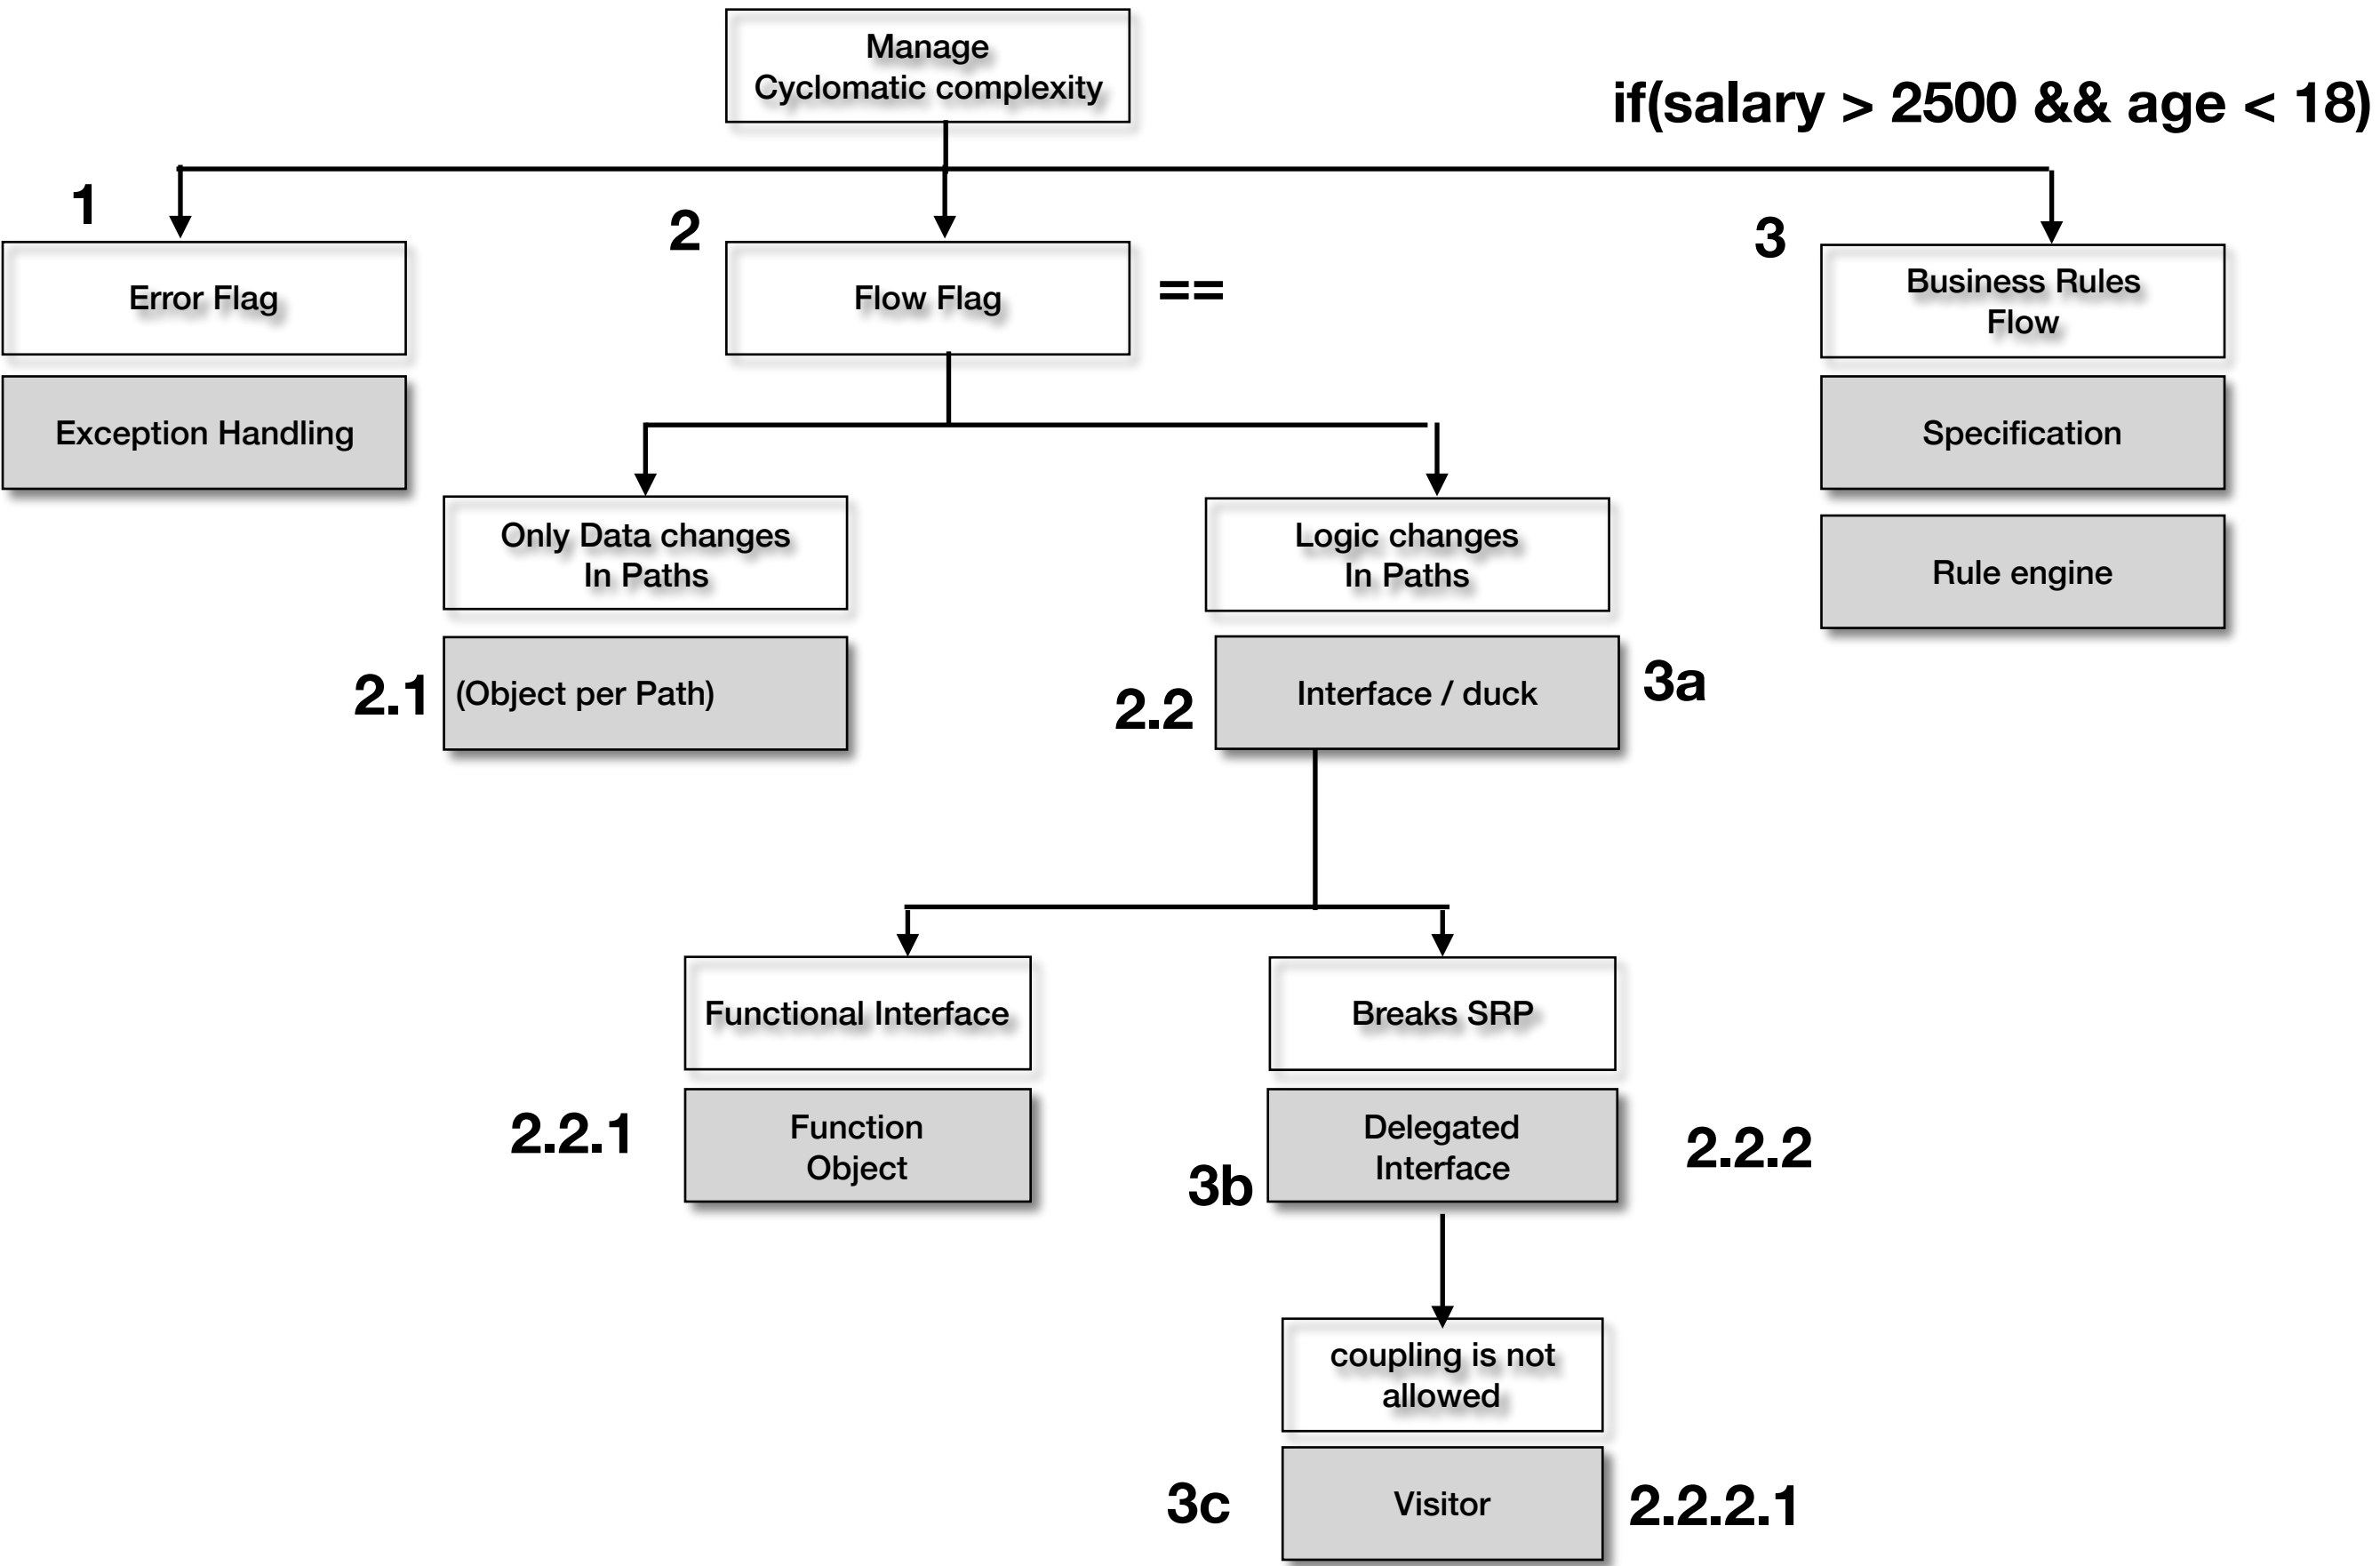 Manage
Cyclomatic complexity
if(salary > 2500 && age < 18)
1
2
3
Error Flag
Flow Flag
==
Business Rules
Flow
Exception Handling
Specification
Only Data changes
In Paths
Logic changes
In Paths
Rule engine
2.1
(Object per Path)
2.2
Interface / duck
3a
Functional Interface
Breaks SRP
2.2.1
Function
Object
3b
Delegated
Interface
2.2.2
coupling is not
allowed
3c
Visitor
2.2.2.1